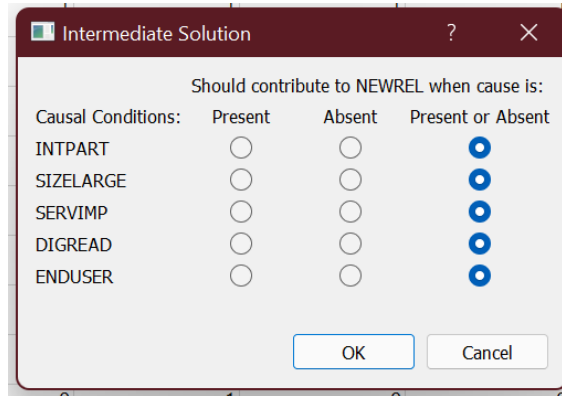 Intermediate Solution ?
Should contribute to NEWREL when cause is:
Causal Conditions: Present Absent Present or Absent
INTPART
SIZELARGE
SERVIMP
DIGREAD
ENDUSER
OK Cancel